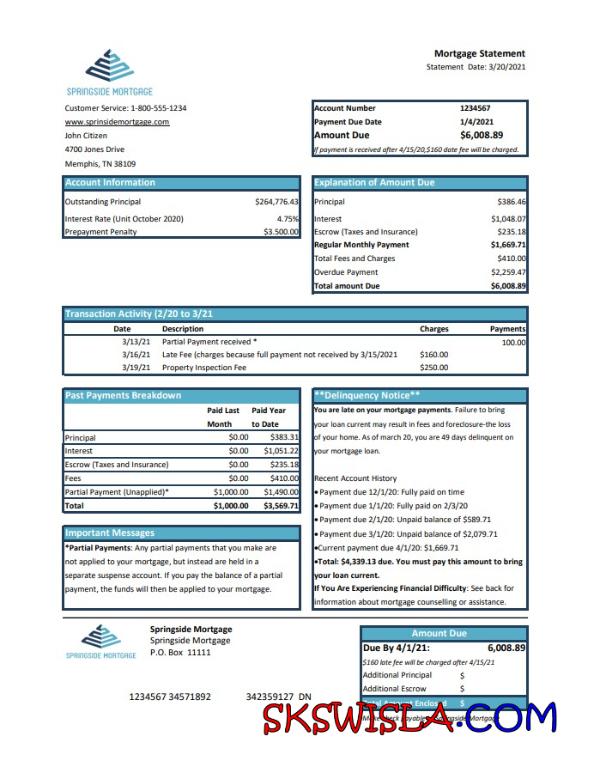 Mortgage Statement
Statement Date: 3/20/2021
SPRINGSIDE MORTGAGE
Customer Service: 1-800-555-1234
www.sprinsidemortgage.com
John Citizen
4700 Jones Drive
Memphis, TN 38109
Account Number 1234567
Payment Due Date 1/4/2021
Amount Due $6,008.89
If payment is received after 4/15/20,$160 date fee will be charged.
Account Information
Outstanding Principal $264,776.43
Interest Rate (Unit October 2020) 4.75%
Prepayment Penalty $3.500.00
Explanation of Amount Due
Principal $386.46
Interest $1,048.07
Escrow (Taxes and Insurance) $235.18
Regular Monthly Payment $1,669.71
Total Fees and Charges $410.00
Overdue Payment $2,259.47
Total amount Due $6,008.89
Transaction Activity (2/20 to 3/21
Date Description Charges Payments
3/13/21 Partial Payment received * 100.00
3/16/21 Late Fee (charges because full payment not received by 3/15/2021 $160.00
3/19/21 Property Inspection Fee $250.00
Past Payments Breakdown
Paid Last Paid Year
Month to Date
Principal $0.00 $383.31
Interest $0.00 $1,051.22
Escrow (Taxes and Insurance) $0.00 $235.18
Fees $0.00 $410.00
Partial Payment (Unapplied)* $1,000.00 $1,490.00
Total $1,000.00 $3,569.71
Important Messages
*Partial Payments: Any partial payments that you make are
not applied to your mortgage, but instead are held in a
separate suspense account. If you pay the balance of a partial
payment, the funds will then be applied to your mortgage.
**Delinquency Notice**
You are late on your mortgage payments. Failure to bring
your loan current may result in fees and foreclosure-the loss
of your home. As of march 20, you are 49 days delinquent on
your mortgage loan.
Recent Account History
•Payment due 12/1/20: Fully paid on time
•Payment due 1/1/20: Fully paid on 2/3/20
•Payment due 2/1/20: Unpaid balance of $589.71
•Payment due 3/1/20: Unpaid balance of $2,079.71
•Current payment due 4/1/20: $1,669.71
•Total: $4,339.13 due. You must pay this amount to bring
your loan current.
If You Are Experiencing Financial Difficulty: See back for
information about mortgage counselling or assistance.
SPRINGSIDE MORTGAGE
Springside Mortgage
Springside Mortgage
P.O. Box 11111
1234567 34571892 342359127 DN
Amount Due
Due By 4/1/21: 6,008.89
$160 late fee will be charged after 4/15/21
Additional Principal $
Additional Escrow $
Total Amount Enclosed $
Make check payable to Springside Mortgage
SKSWISLA.COM